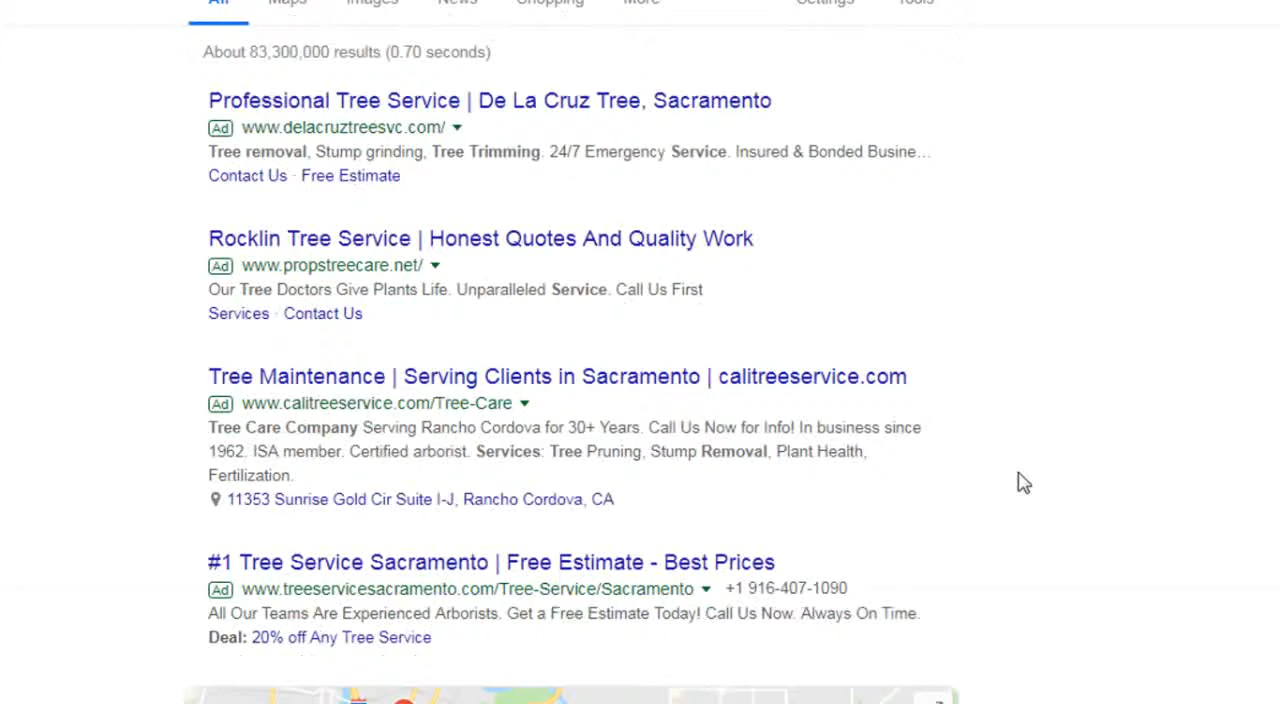 All Maps Images News Shopping More Settings Tools
About 83,300,000 results (0.70 seconds)
Professional Tree Service | De La Cruz Tree, Sacramento
Ad www.delacruztreesvc.com/
Tree removal, Stump grinding, Tree Trimming. 24/7 Emergency Service. Insured & Bonded Busine...
Contact Us · Free Estimate
Rocklin Tree Service | Honest Quotes And Quality Work
Ad www.propstreecare.net/
Our Tree Doctors Give Plants Life. Unparalleled Service. Call Us First
Services · Contact Us
Tree Maintenance | Serving Clients in Sacramento | calitreeservice.com
Ad www.calitreeservice.com/Tree-Care
Tree Care Company Serving Rancho Cordova for 30+ Years. Call Us Now for Info! In business since
1962. ISA member. Certified arborist. Services: Tree Pruning, Stump Removal, Plant Health,
Fertilization.
11353 Sunrise Gold Cir Suite I-J, Rancho Cordova, CA
#1 Tree Service Sacramento | Free Estimate - Best Prices
Ad www.treeservicesacramento.com/Tree-Service/Sacramento +1 916-407-1090
All Our Teams Are Experienced Arborists. Get a Free Estimate Today! Call Us Now. Always On Time.
Deal: 20% off Any Tree Service